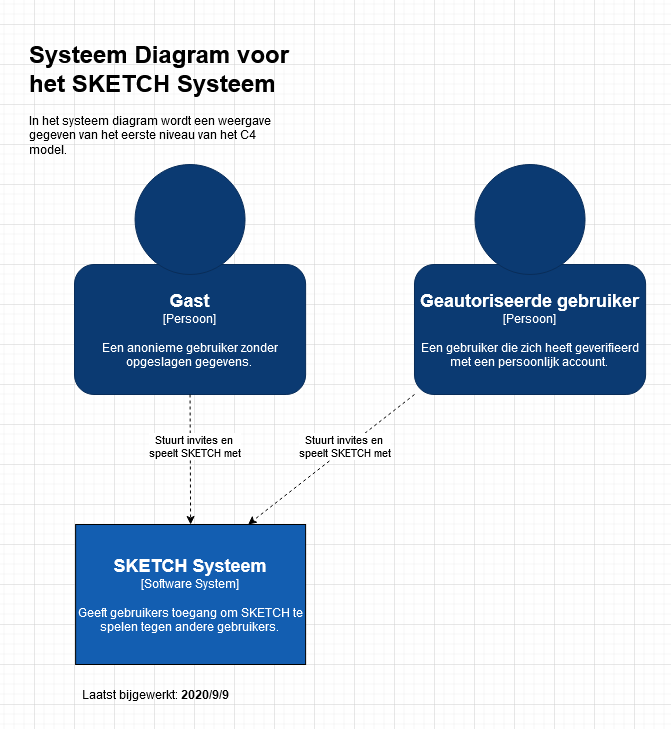 Systeem Diagram voor
het SKETCH Systeem
In het systeem diagram wordt een weergave
gegeven van het eerste niveau van het C4
model.
Gast
[Persoon]
Een anonieme gebruiker zonder
opgeslagen gegevens.
Geautoriseerde gebruiker
[Persoon]
Een gebruiker die zich heeft geverifieerd
met een persoonlijk account.
Stuurt invites en
speelt SKETCH met
Stuurt invites en
speelt SKETCH met
SKETCH Systeem
[Software System]
Geeft gebruikers toegang om SKETCH te
spelen tegen andere gebruikers.
Laatst bijgewerkt: 2020/9/9